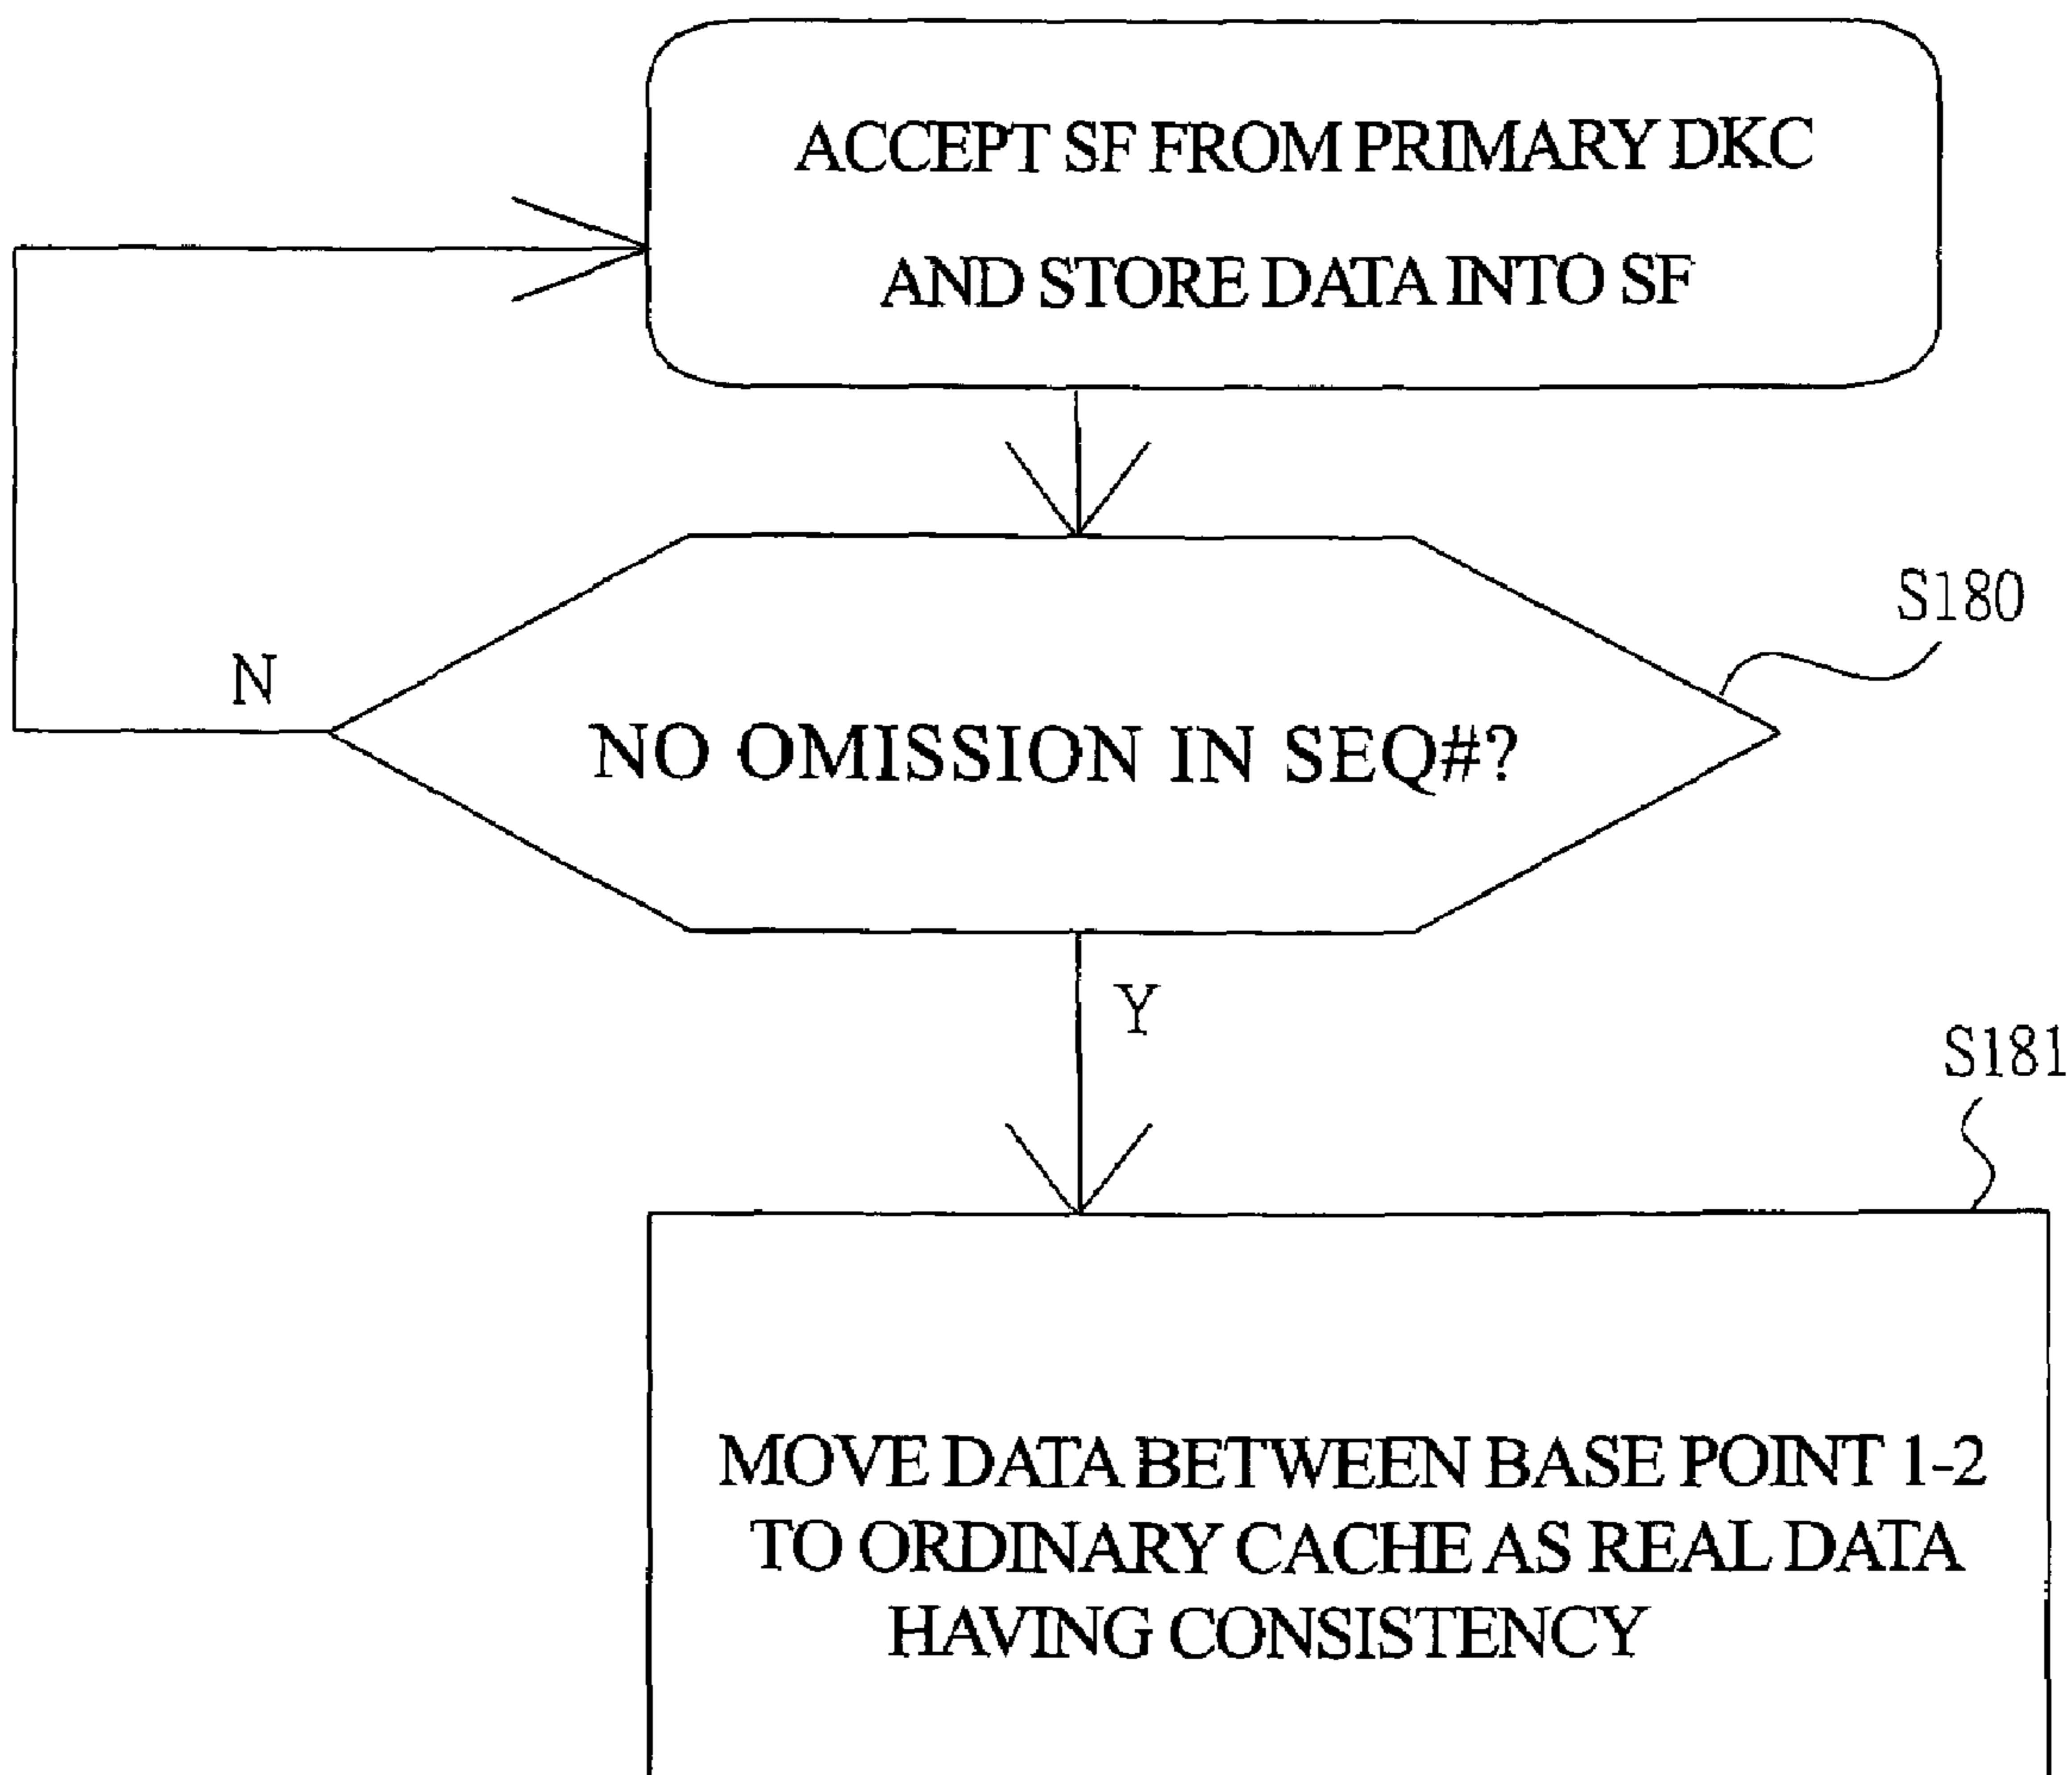 ACCEPT SF FROM PRIMARY DKC
AND STORE DATA INTO SF
S180
N
NO OMISSION IN SEQ#?
Y
S181
MOVE DATA BETWEEN BASE POINT 1-2
TO ORDINARY CACHE AS REAL DATA
HAVING CONSISTENCY